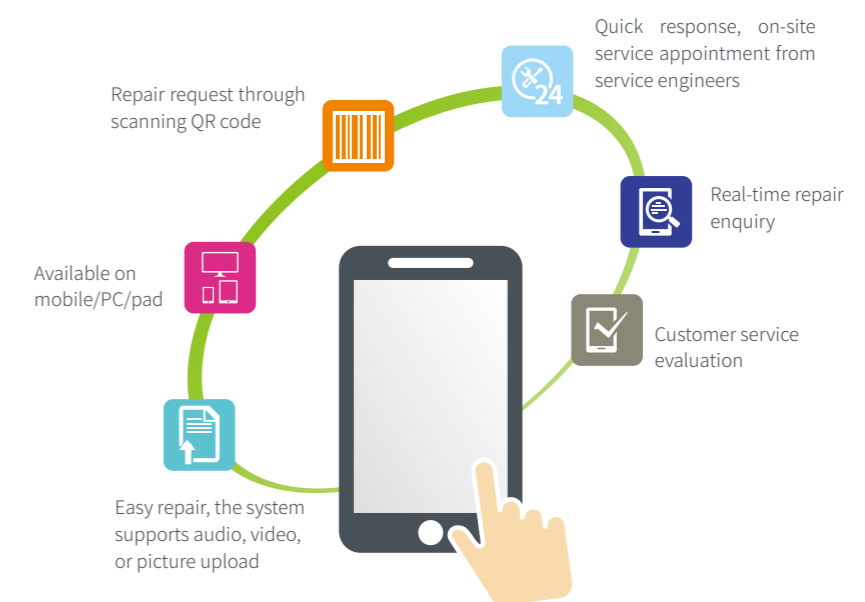 Quick response, on-site
service appointment from
service engineers
24
Repair request through
scanning QR code
Real-time repair
enquiry
Available on
mobile/PC/pad
Customer service
evaluation
Easy repair, the system
supports audio, video,
or picture upload